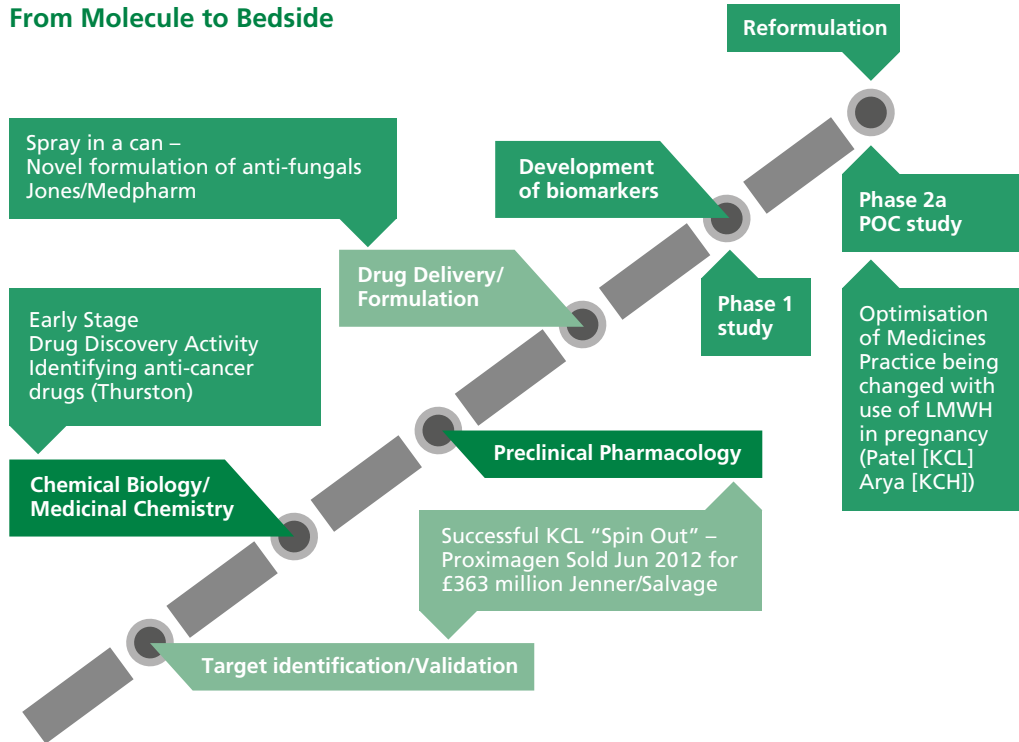 From Molecule to Bedside
Reformulation
Spray in a can –
Novel formulation of anti-fungals
Jones/Medpharm
Development
of biomarkers
Phase 2a
POC study
Drug Delivery/
Formulation
Phase 1
study
Early Stage
Drug Discovery Activity
Identifying anti-cancer
drugs (Thurston)
Optimisation
of Medicines
Practice being
changed with
use of LMWH
in pregnancy
(Patel [KCL]
Arya [KCH])
Preclinical Pharmacology
Chemical Biology/
Medicinal Chemistry
Successful KCL “Spin Out” –
Proximagen Sold Jun 2012 for
£363 million Jenner/Salvage
Target identification/Validation